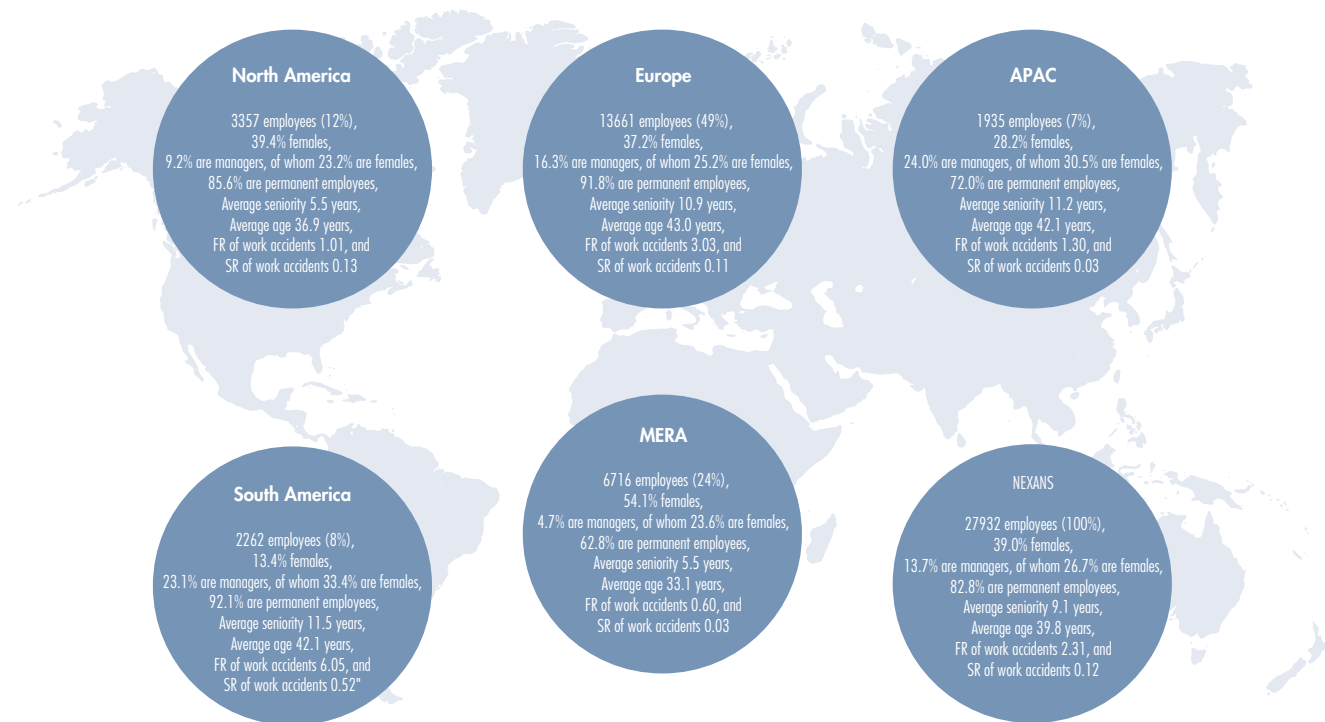 North America
3357 employees (12%),
39.4% females,
9.2% are managers, of whom 23.2% are females,
85.6% are permanent employees,
Average seniority 5.5 years,
Average age 36.9 years,
FR of work accidents 1.01, and
SR of work accidents 0.13
Europe
13661 employees (49%),
37.2% females,
16.3% are managers, of whom 25.2% are females,
91.8% are permanent employees,
Average seniority 10.9 years,
Average age 43.0 years,
FR of work accidents 3.03, and
SR of work accidents 0.11
APAC
1935 employees (7%),
28.2% females,
24.0% are managers, of whom 30.5% are females,
72.0% are permanent employees,
Average seniority 11.2 years,
Average age 42.1 years,
FR of work accidents 1.30, and
SR of work accidents 0.03
South America
2262 employees (8%),
13.4% females,
23.1% are managers, of whom 33.4% are females,
92.1% are permanent employees,
Average seniority 11.5 years,
Average age 42.1 years,
FR of work accidents 6.05, and
SR of work accidents 0.52"
MERA
6716 employees (24%),
54.1% females,
4.7% are managers, of whom 23.6% are females,
62.8% are permanent employees,
Average seniority 5.5 years,
Average age 33.1 years,
FR of work accidents 0.60, and
SR of work accidents 0.03
NEXANS
27932 employees (100%),
39.0% females,
13.7% are managers, of whom 26.7% are females,
82.8% are permanent employees,
Average seniority 9.1 years,
Average age 39.8 years,
FR of work accidents 2.31, and
SR of work accidents 0.12